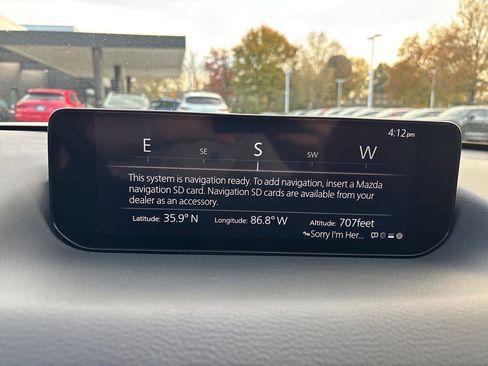 4:12pm
E SE S SW W
This system is navigation ready. To add navigation, insert a Mazda
navigation SD card. Navigation SD cards are available from your
dealer as an accessory.
Latitude: 35.9° N Longitude: 86.8° W Altitude: 707feet
Sorry I'm Her...